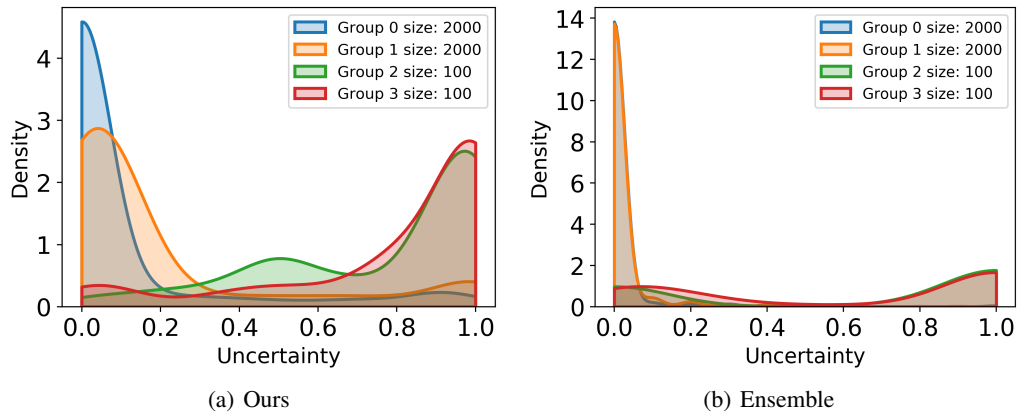 Group 0 size: 2000
Group 1 size: 2000
Group 2 size: 100
Group 3 size: 100
Density
4
3
2
1
0
0.0 0.2 0.4 0.6 0.8 1.0
Uncertainty
(a) Ours
Group 0 size: 2000
Group 1 size: 2000
Group 2 size: 100
Group 3 size: 100
Density
14
12
10
8
6
4
2
0
0.0 0.2 0.4 0.6 0.8 1.0
Uncertainty
(b) Ensemble